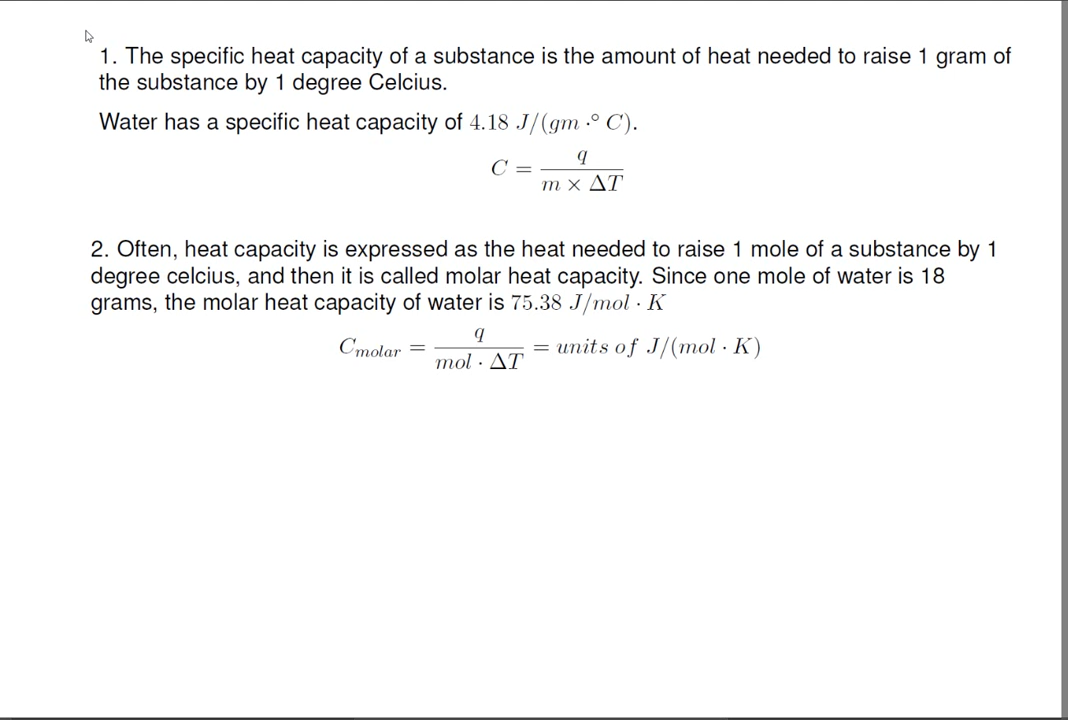 1. The specific heat capacity of a substance is the amount of heat needed to raise 1 gram of
the substance by 1 degree Celcius.
Water has a specific heat capacity of 4.18 J/(gm ·° C).
C = q / (m × ΔT)
2. Often, heat capacity is expressed as the heat needed to raise 1 mole of a substance by 1
degree celcius, and then it is called molar heat capacity. Since one mole of water is 18
grams, the molar heat capacity of water is 75.38 J/mol · K
C_molar = q / (mol · ΔT) = units of J/(mol · K)